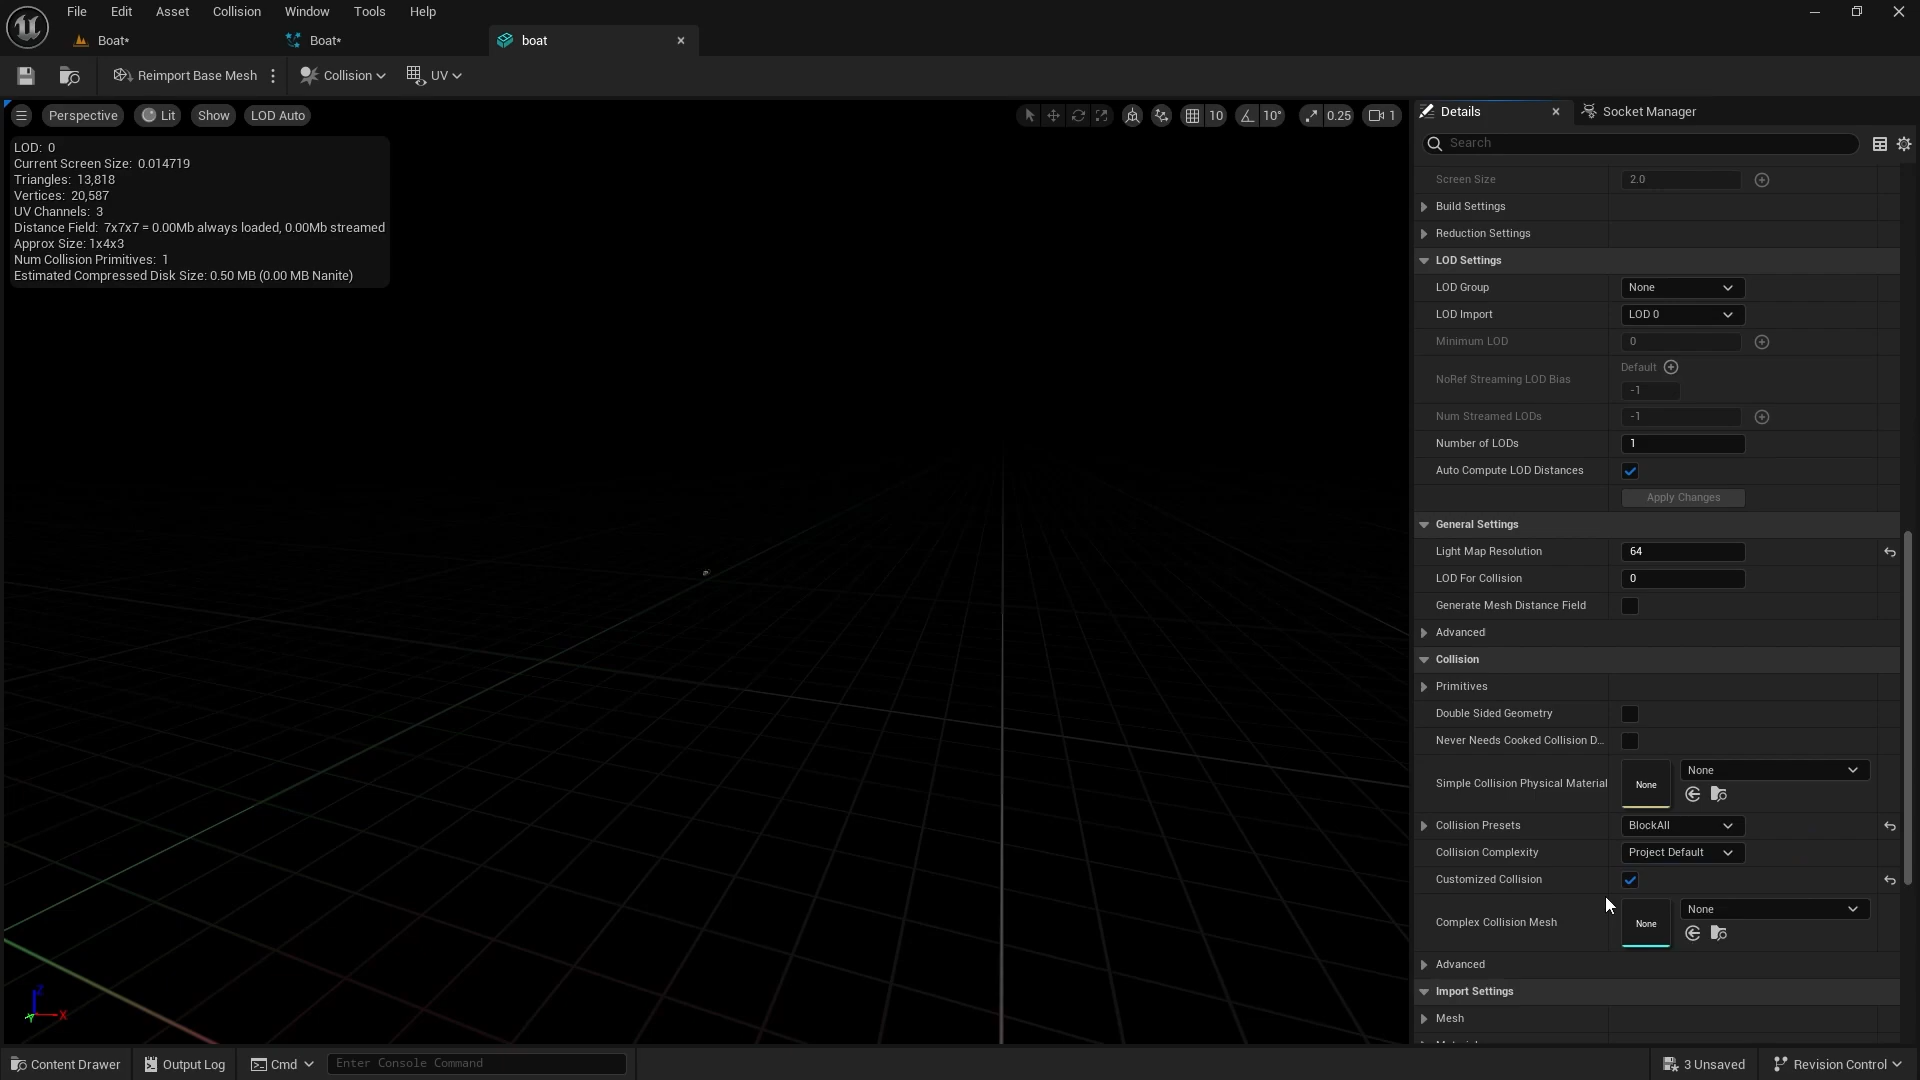 File Edit Asset Collision Window Tools Help
Boat* Boat* boat
Reimport Base Mesh Collision UV
Perspective Lit Show LOD Auto 10 10° 0.25 1
LOD: 0
Current Screen Size: 0.014719
Triangles: 13,818
Vertices: 20,587
UV Channels: 3
Distance Field: 7x7x7 = 0.00Mb always loaded, 0.00Mb streamed
Approx Size: 1x4x3
Num Collision Primitives: 1
Estimated Compressed Disk Size: 0.50 MB (0.00 MB Nanite)
Z
X
Y
Details Socket Manager
Search
Screen Size 2.0
Build Settings
Reduction Settings
LOD Settings
LOD Group None
LOD Import LOD 0
Minimum LOD 0
Default
NoRef Streaming LOD Bias
-1
Num Streamed LODs -1
Number of LODs 1
Auto Compute LOD Distances
Apply Changes
General Settings
Light Map Resolution 64
LOD For Collision 0
Generate Mesh Distance Field
Advanced
Collision
Primitives
Double Sided Geometry
Never Needs Cooked Collision D...
Simple Collision Physical Material None None
Collision Presets BlockAll
Collision Complexity Project Default
Customized Collision
Complex Collision Mesh None None
Advanced
Import Settings
Mesh
Content Drawer Output Log Cmd Enter Console Command 3 Unsaved Revision Control